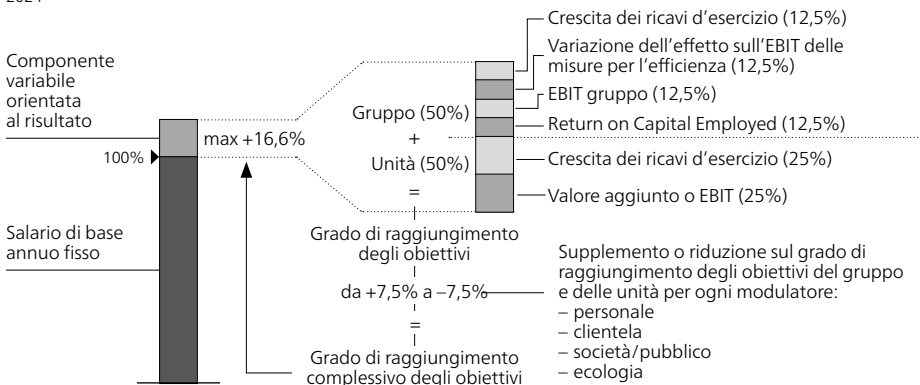 Componente
variabile
orientata
al risultato
100%
max +16,6%
Salario di base
annuo fisso
Gruppo (50%)
+
Unità (50%)
=
Grado di raggiungimento
degli obiettivi
da +7,5% a –7,5%
=
Grado di raggiungimento
complessivo degli obiettivi
Crescita dei ricavi d’esercizio (12,5%)
Variazione dell’effetto sull’EBIT delle
misure per l’efficienza (12,5%)
EBIT gruppo (12,5%)
Return on Capital Employed (12,5%)
Crescita dei ricavi d’esercizio (25%)
Valore aggiunto o EBIT (25%)
Supplemento o riduzione sul grado di
raggiungimento degli obiettivi del gruppo
e delle unità per ogni modulatore:
– personale
– clientela
– società/pubblico
– ecologia